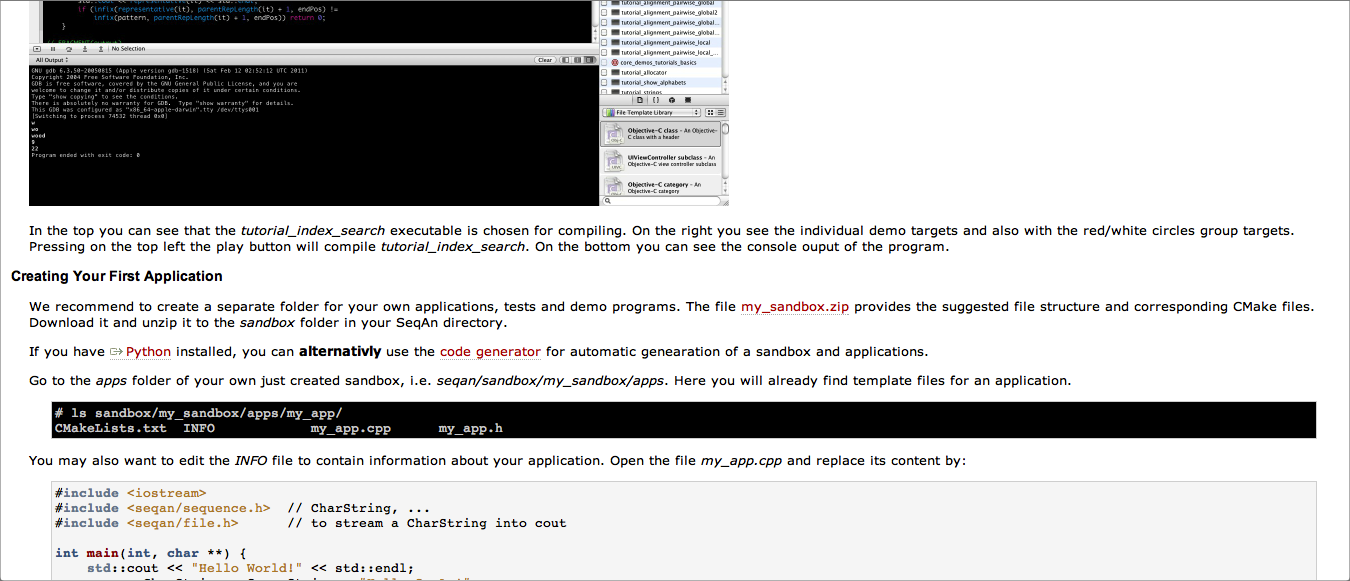 if (infix(representative(it), parentRepLength(it) + 1, endPos) !=
infix(pattern, parentRepLength(it) + 1, endPos)) return 0;
}
No Selection
All Output
Clear
GNU gdb 6.3.50-20050815 (Apple version gdb-1518) (Sat Feb 12 02:52:12 UTC 2011)
Copyright 2004 Free Software Foundation, Inc.
GDB is free software, covered by the GNU General Public License, and you are
welcome to change it and/or distribute copies of it under certain conditions.
Type "show copying" to see the conditions.
There is absolutely no warranty for GDB. Type "show warranty" for details.
This GDB was configured as "x86_64-apple-darwin".tty /dev/ttys001
[Switching to process 74532 thread 0x0]
w
wo
wood
9
22
Program ended with exit code: 0
tutorial_alignment_pairwise_global
tutorial_alignment_pairwise_global2
tutorial_alignment_pairwise_global...
tutorial_alignment_pairwise_global...
tutorial_alignment_pairwise_local
tutorial_alignment_pairwise_local_...
core_demos_tutorials_basics
tutorial_allocator
tutorial_show_alphabets
tutorial_strings
File Template Library
Objective-C class - An Objective-
C class with a header
UIViewController subclass - An
Objective-C view controller subclass
Objective-C category - An
Objective-C category
In the top you can see that the tutorial_index_search executable is chosen for compiling. On the right you see the individual demo targets and also with the red/white circles group targets.
Pressing on the top left the play button will compile tutorial_index_search. On the bottom you can see the console ouput of the program.
Creating Your First Application
We recommend to create a separate folder for your own applications, tests and demo programs. The file my_sandbox.zip provides the suggested file structure and corresponding CMake files.
Download it and unzip it to the sandbox folder in your SeqAn directory.
If you have Python installed, you can alternativly use the code generator for automatic genearation of a sandbox and applications.
Go to the apps folder of your own just created sandbox, i.e. seqan/sandbox/my_sandbox/apps. Here you will already find template files for an application.
# ls sandbox/my_sandbox/apps/my_app/
CMakeLists.txt INFO my_app.cpp my_app.h
You may also want to edit the INFO file to contain information about your application. Open the file my_app.cpp and replace its content by:
#include <iostream>
#include <seqan/sequence.h> // CharString, ...
#include <seqan/file.h> // to stream a CharString into cout
int main(int, char **) {
std::cout << "Hello World!" << std::endl;